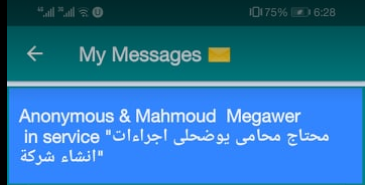 75% 6:28
← My Messages ✉️
Anonymous & Mahmoud Megawer
in service "محتاج محامى يوضحلى اجراءات
انشاء شركة"